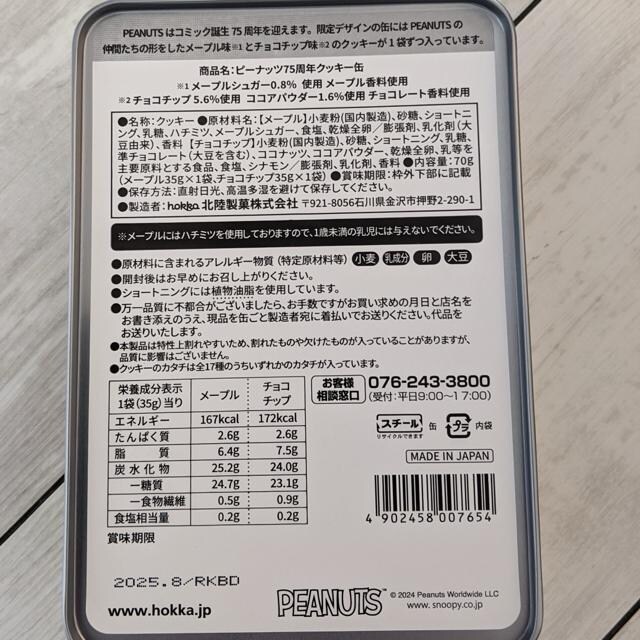 PEANUTSはコミック誕生75周年を迎えます。限定デザインの缶にはPEANUTSの
仲間たちの形をしたメープル味※1とチョコチップ味※2のクッキーが1袋ずつ入っています。
商品名:ピーナッツ75周年クッキー缶
※1 メープルシュガー0.8% 使用 メープル香料使用
※2 チョコチップ 5.6%使用 ココアパウダー1.6%使用 チョコレート香料使用
●名称:クッキー ●原材料名:【メープル】小麦粉(国内製造)、砂糖、ショートニ
ング、乳糖、ハチミツ、メープルシュガー、食塩、乾燥全卵/膨張剤、乳化剤(大
豆由来)、香料【チョコチップ】小麦粉(国内製造)、砂糖、ショートニング、乳糖、
準チョコレート(大豆を含む)、ココナッツ、ココアパウダー、乾燥全卵、乳等を
主要原料とする食品、食塩、シナモン/膨張剤、乳化剤、香料 ●内容量:70g
(メープル35g×1袋、チョコチップ35g×1袋) ●賞味期限:枠外下部に記載
●保存方法:直射日光、高温多湿を避けて保存してください。
●製造者:hokka 北陸製菓株式会社 〒921-8056石川県金沢市押野2-290-1
※メープルにはハチミツを使用しておりますので、1歳未満の乳児には与えないでください。
●原材料に含まれるアレルギー物質(特定原材料等) 小麦 乳成分 卵 大豆
●開封後はお早めにお召し上がりください。
●ショートニングには植物油脂を使用しています。
●万一品質に不都合がございましたら、お手数ですがお買い求めの月日と店名を
お書き添えのうえ、現品を缶ごと製造者宛に着払いでお送りください。代品を
お送りいたします。
●本製品は特性上割れやすいため、割れたものや欠けたものが入っていることがありますが、
品質に影響はございません。
●クッキーのカタチは全17種のうちいずれかのカタチが入っています。
栄養成分表示
1袋(35g)当り メープル チョコチップ
エネルギー 167kcal 172kcal
たんぱく質 2.6g 2.6g
脂質 6.4g 7.5g
炭水化物 25.2g 24.0g
―糖質 24.7g 23.1g
―食物繊維 0.5g 0.9g
食塩相当量 0.2g 0.2g
お客様
相談窓口 076-243-3800
(受付:平日9:00~17:00)
スチール 缶 プラ 内袋
リサイクルできます
MADE IN JAPAN
4 902458 007654
賞味期限
2025.8/RKBD
www.hokka.jp
PEANUTS™ © 2024 Peanuts Worldwide LLC
www.snoopy.co.jp